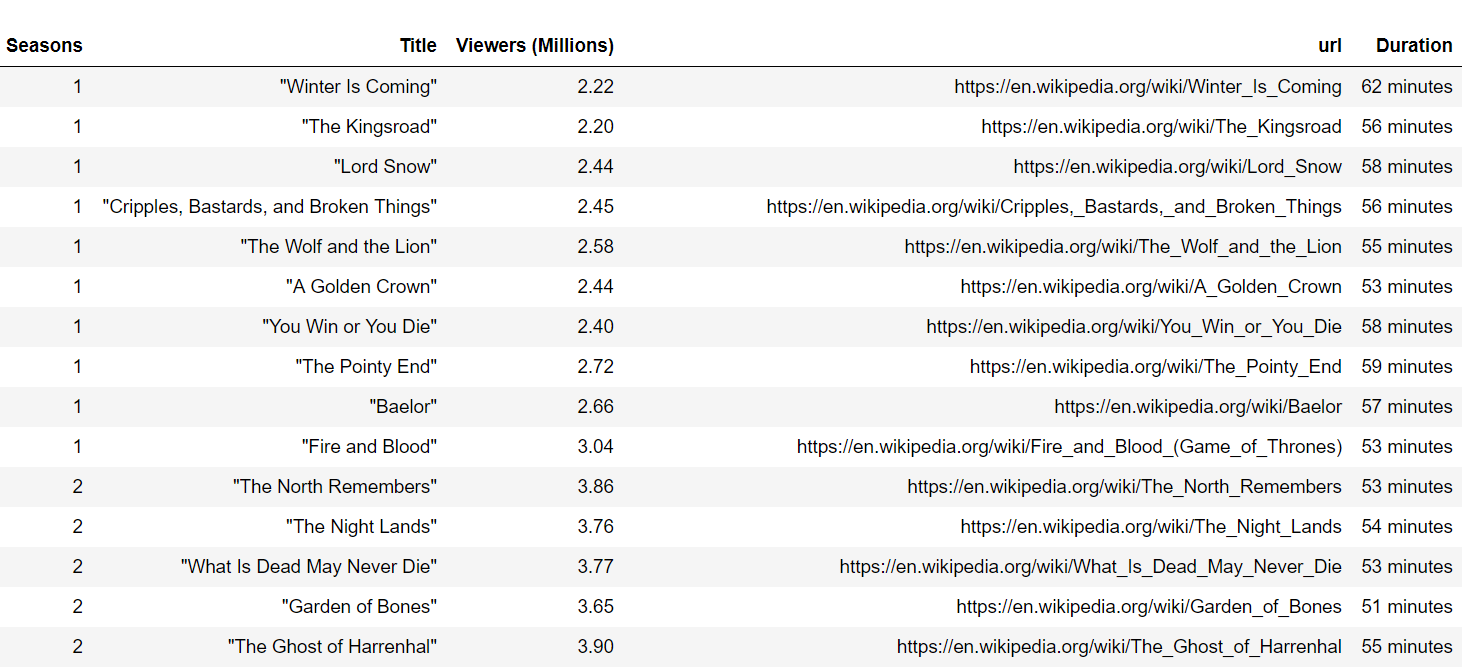 Seasons Title Viewers (Millions) url Duration
1 "Winter Is Coming" 2.22 https://en.wikipedia.org/wiki/Winter_Is_Coming 62 minutes
1 "The Kingsroad" 2.20 https://en.wikipedia.org/wiki/The_Kingsroad 56 minutes
1 "Lord Snow" 2.44 https://en.wikipedia.org/wiki/Lord_Snow 58 minutes
1 "Cripples, Bastards, and Broken Things" 2.45 https://en.wikipedia.org/wiki/Cripples,_Bastards,_and_Broken_Things 56 minutes
1 "The Wolf and the Lion" 2.58 https://en.wikipedia.org/wiki/The_Wolf_and_the_Lion 55 minutes
1 "A Golden Crown" 2.44 https://en.wikipedia.org/wiki/A_Golden_Crown 53 minutes
1 "You Win or You Die" 2.40 https://en.wikipedia.org/wiki/You_Win_or_You_Die 58 minutes
1 "The Pointy End" 2.72 https://en.wikipedia.org/wiki/The_Pointy_End 59 minutes
1 "Baelor" 2.66 https://en.wikipedia.org/wiki/Baelor 57 minutes
1 "Fire and Blood" 3.04 https://en.wikipedia.org/wiki/Fire_and_Blood_(Game_of_Thrones) 53 minutes
2 "The North Remembers" 3.86 https://en.wikipedia.org/wiki/The_North_Remembers 53 minutes
2 "The Night Lands" 3.76 https://en.wikipedia.org/wiki/The_Night_Lands 54 minutes
2 "What Is Dead May Never Die" 3.77 https://en.wikipedia.org/wiki/What_Is_Dead_May_Never_Die 53 minutes
2 "Garden of Bones" 3.65 https://en.wikipedia.org/wiki/Garden_of_Bones 51 minutes
2 "The Ghost of Harrenhal" 3.90 https://en.wikipedia.org/wiki/The_Ghost_of_Harrenhal 55 minutes